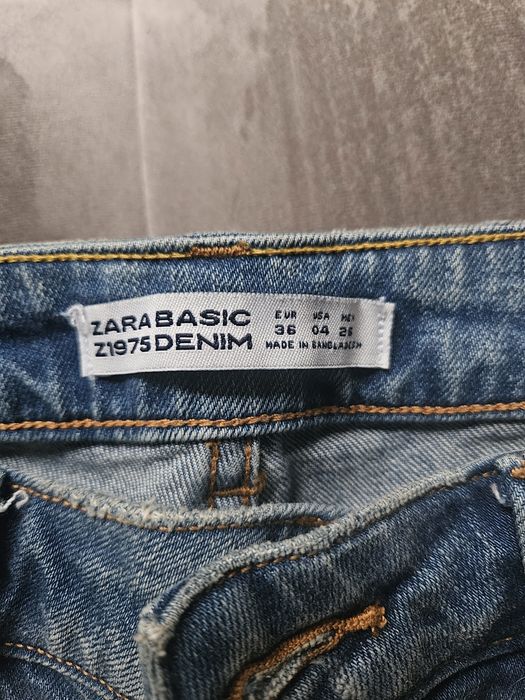 ZARA BASIC EUR USA MEX
Z1975 DENIM 36 04 26
MADE IN BANGLADESH